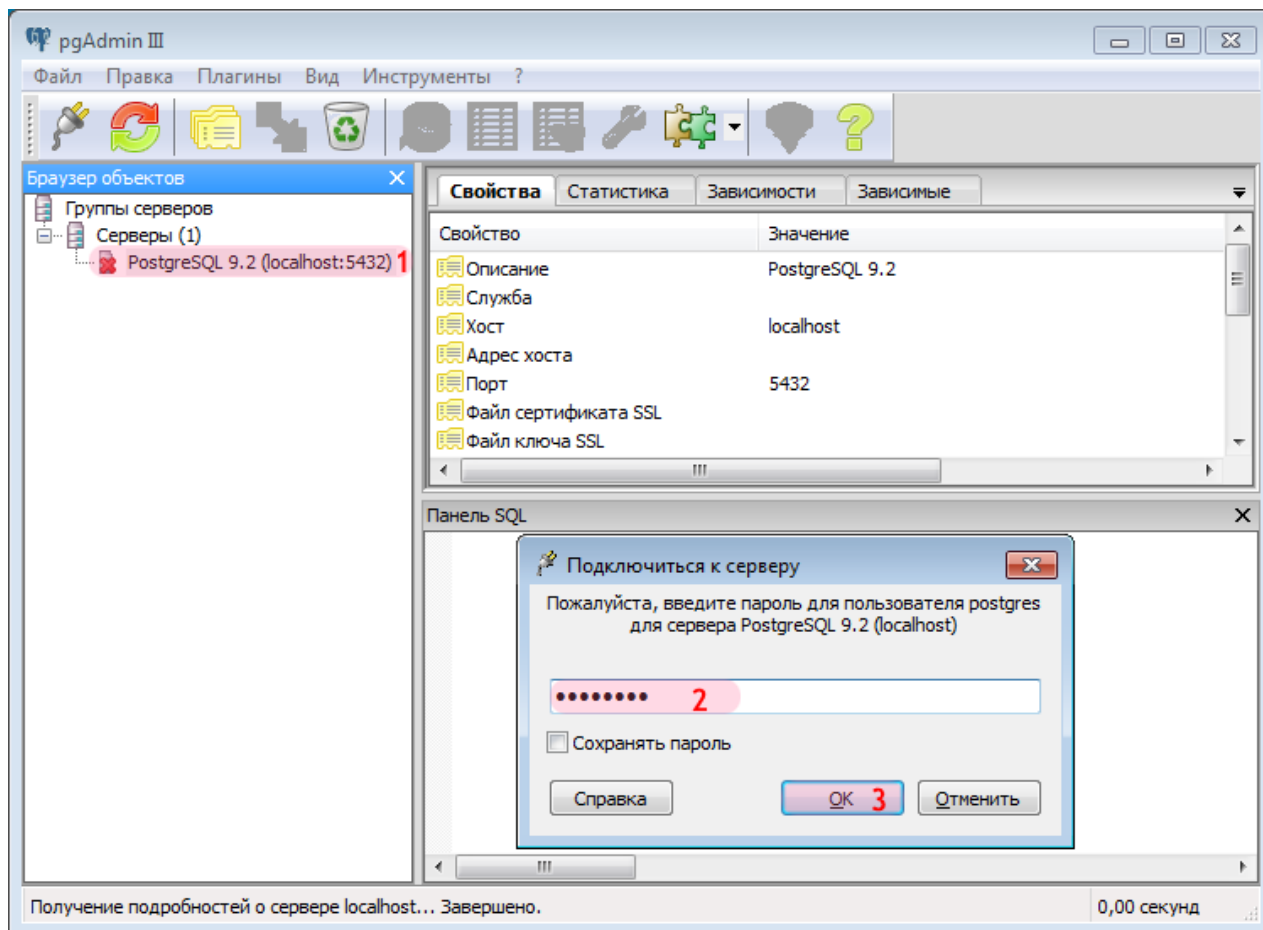 pgAdmin III
Файл Правка Плагины Вид Инструменты ?
Браузер объектов
Группы серверов
Серверы (1)
PostgreSQL 9.2 (localhost:5432) 1
Свойства Статистика Зависимости Зависимые
Свойство Значение
Описание PostgreSQL 9.2
Служба
Хост localhost
Адрес хоста
Порт 5432
Файл сертификата SSL
Файл ключа SSL
Панель SQL
Подключиться к серверу
Пожалуйста, введите пароль для пользователя postgres
для сервера PostgreSQL 9.2 (localhost)
•••••••• 2
Сохранять пароль
Справка OK 3 Отменить
Получение подробностей о сервере localhost... Завершено. 0,00 секунд